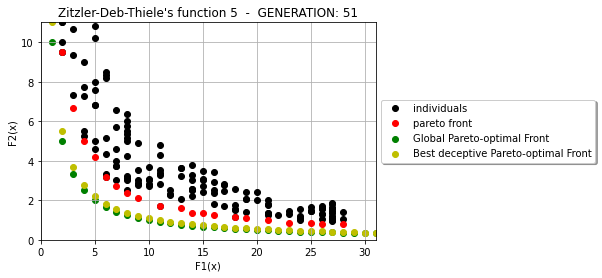 Zitzler-Deb-Thiele's function 5 - GENERATION: 51
10
8
6
4
2
0
F2(x)
0 5 10 15 20 25 30
F1(x)
individuals
pareto front
Global Pareto-optimal Front
Best deceptive Pareto-optimal Front